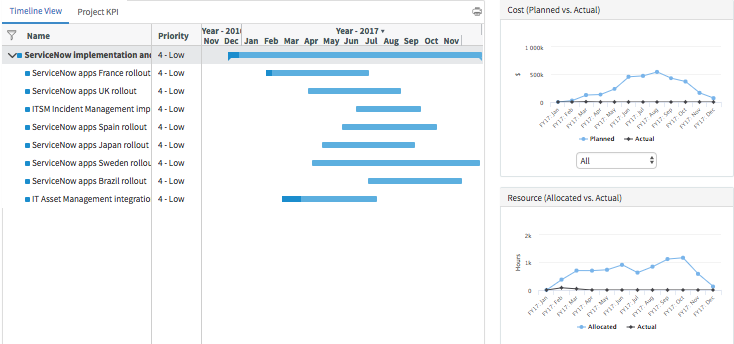 Timeline View Project KPI
Name Priority
Year - 201 Year - 2017
Nov Dec Jan Feb Mar Apr May Jun Jul Aug Sep Oct Nov
ServiceNow implementation and 4 - Low
ServiceNow apps France rollout 4 - Low
ServiceNow apps UK rollout 4 - Low
ITSM Incident Management imp 4 - Low
ServiceNow apps Spain rollout 4 - Low
ServiceNow apps Japan rollout 4 - Low
ServiceNow apps Sweden rollou 4 - Low
ServiceNow apps Brazil rollout 4 - Low
IT Asset Management integratio 4 - Low
Cost (Planned vs. Actual)
1 000k
500k
0
$
FY17: Jan FY17: Feb FY17: Mar FY17: Apr FY17: May FY17: Jun FY17: Jul FY17: Aug FY17: Sep FY17: Oct FY17: Nov FY17: Dec
Planned Actual
All
Resource (Allocated vs. Actual)
2k
1k
0
Hours
FY17: Jan FY17: Feb FY17: Mar FY17: Apr FY17: May FY17: Jun FY17: Jul FY17: Aug FY17: Sep FY17: Oct FY17: Nov FY17: Dec
Allocated Actual